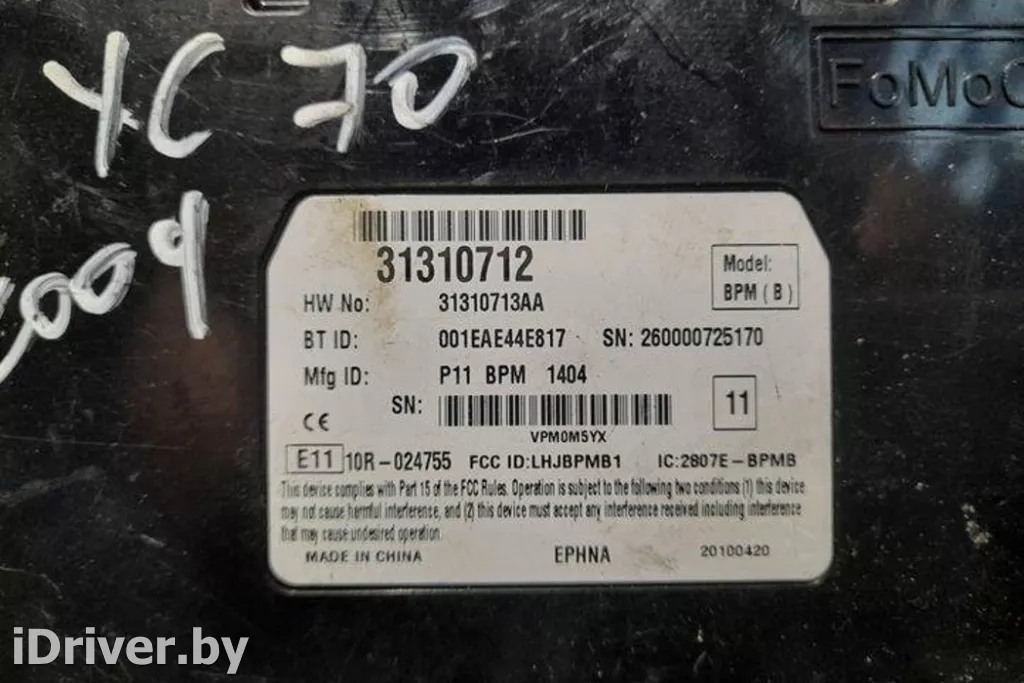 XC 70
FoMoC
31310712
Model:
BPM ( B )
HW No: 31310713AA
BT ID: 001EAE44E817 SN: 260000725170
Mfg ID: P11 BPM 1404
SN:
11
CE
VPM0M5YX
E11 10R-024755 FCC ID:LHJBPMB1 IC:2807E-BPMB
This device complies with Part 15 of the FCC Rules. Operation is subject to the following two conditions (1) this device
may not cause harmful interference, and (2) this device must accept any interference received including interference
that may cause undesired operation.
MADE IN CHINA EPHNA 20100420
iDriver.by